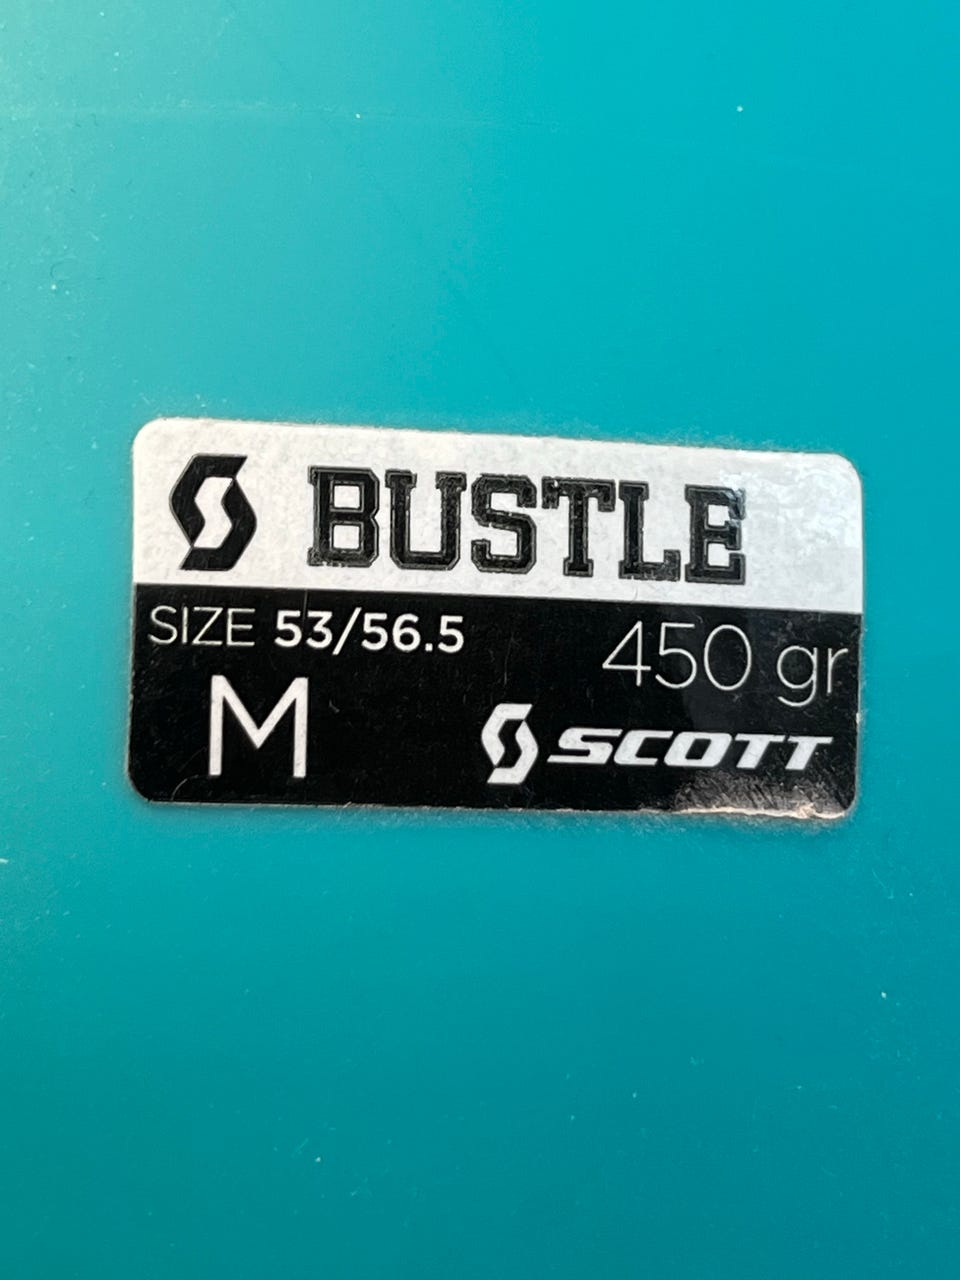 BUSTLE
SIZE 53/56.5
450 gr
M
SCOTT